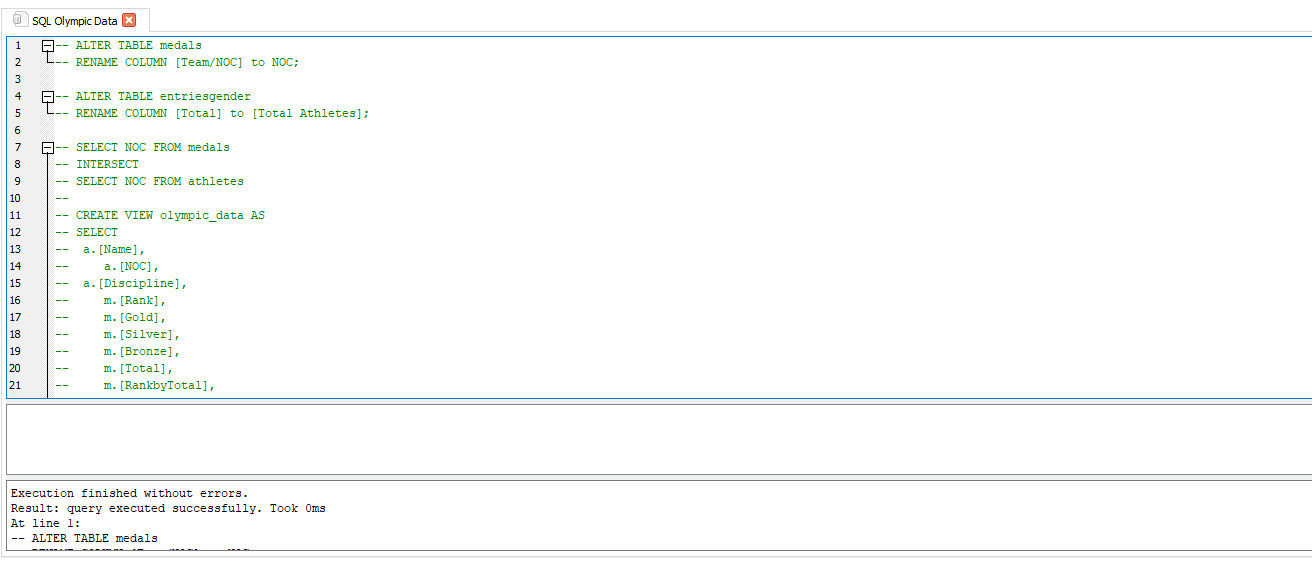 SQL Olympic Data
1 -- ALTER TABLE medals
2 -- RENAME COLUMN [Team/NOC] to NOC;
3
4 -- ALTER TABLE entriesgender
5 -- RENAME COLUMN [Total] to [Total Athletes];
6
7 -- SELECT NOC FROM medals
8 -- INTERSECT
9 -- SELECT NOC FROM athletes
10 --
11 -- CREATE VIEW olympic_data AS
12 -- SELECT
13 --  a.[Name],
14 --     a.[NOC],
15 --  a.[Discipline],
16 --     m.[Rank],
17 --     m.[Gold],
18 --     m.[Silver],
19 --     m.[Bronze],
20 --     m.[Total],
21 --     m.[RankbyTotal],
Execution finished without errors.
Result: query executed successfully. Took 0ms
At line 1:
-- ALTER TABLE medals